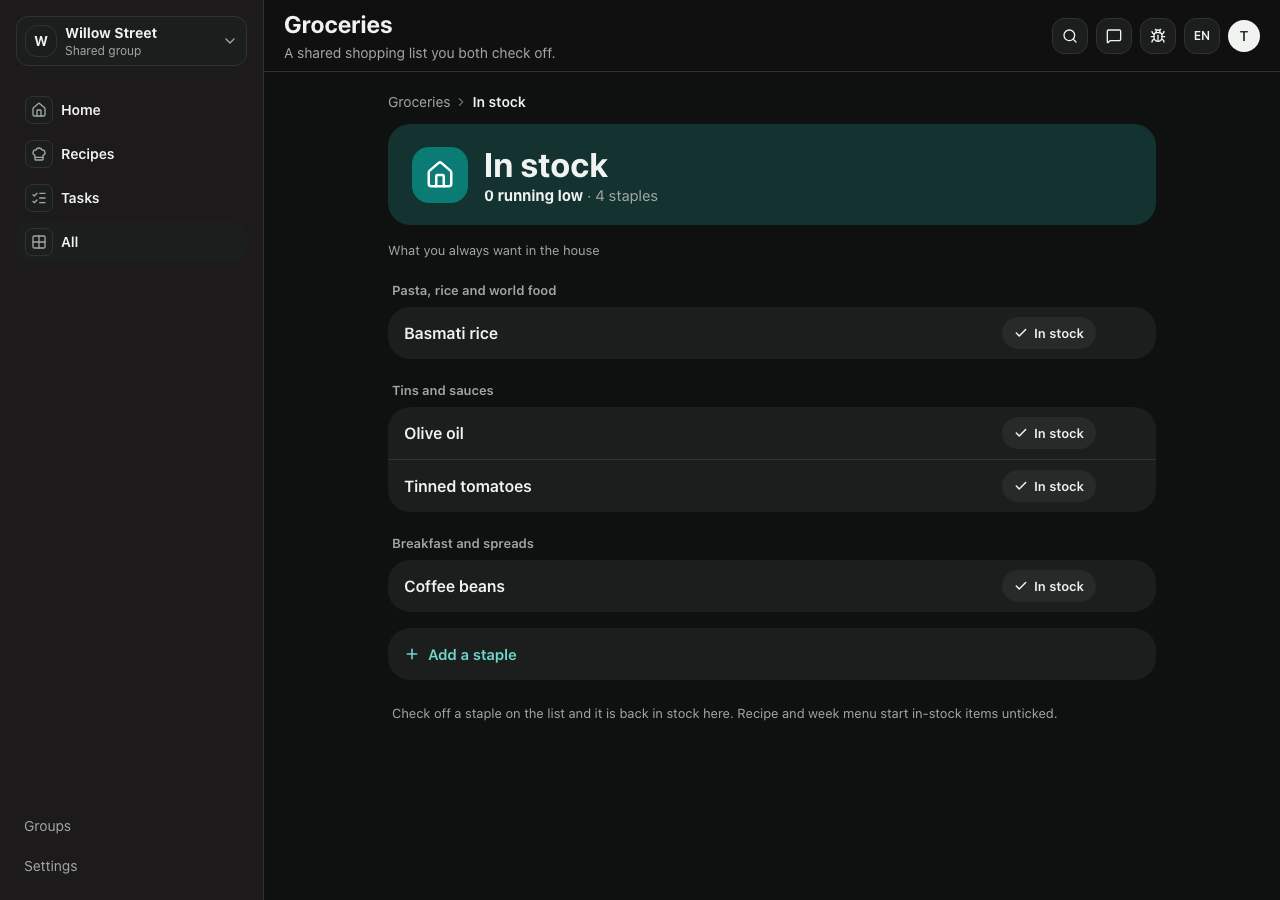 W
Willow Street
Shared group
Home
Recipes
Tasks
All
Groups
Settings
Groceries
A shared shopping list you both check off.
EN
T
Groceries > In stock
In stock
0 running low · 4 staples
What you always want in the house
Pasta, rice and world food
Basmati rice
In stock
Tins and sauces
Olive oil
In stock
Tinned tomatoes
In stock
Breakfast and spreads
Coffee beans
In stock
+ Add a staple
Check off a staple on the list and it is back in stock here. Recipe and week menu start in-stock items unticked.